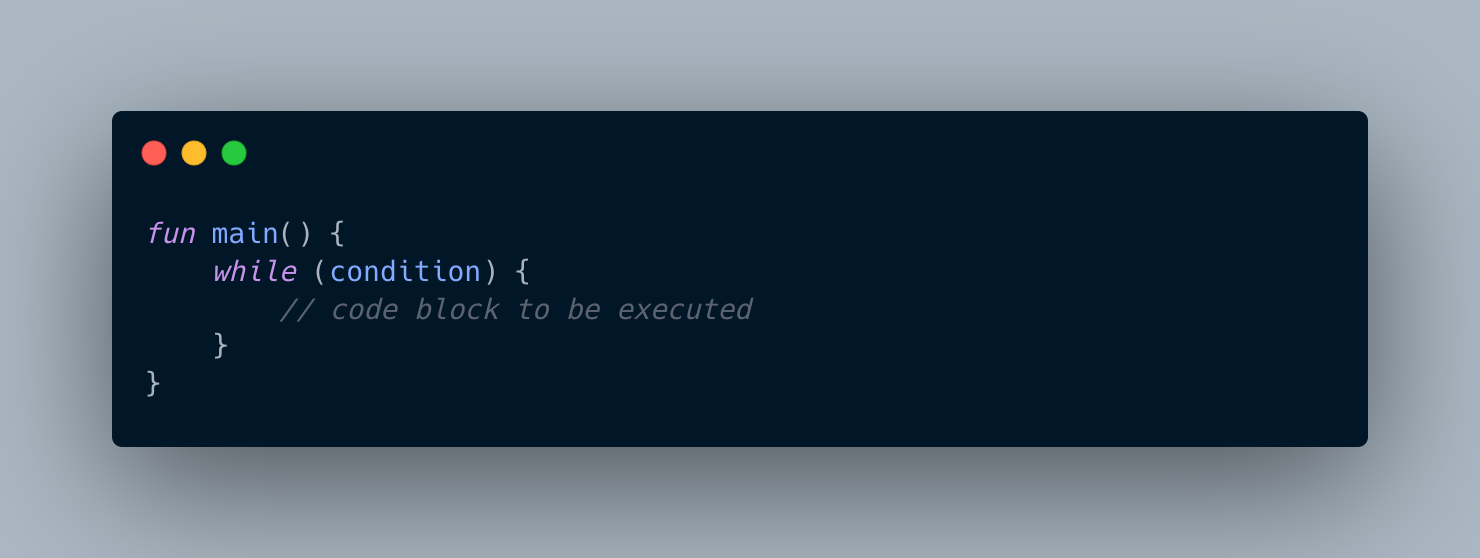 fun main() {
    while (condition) {
        // code block to be executed
    }
}